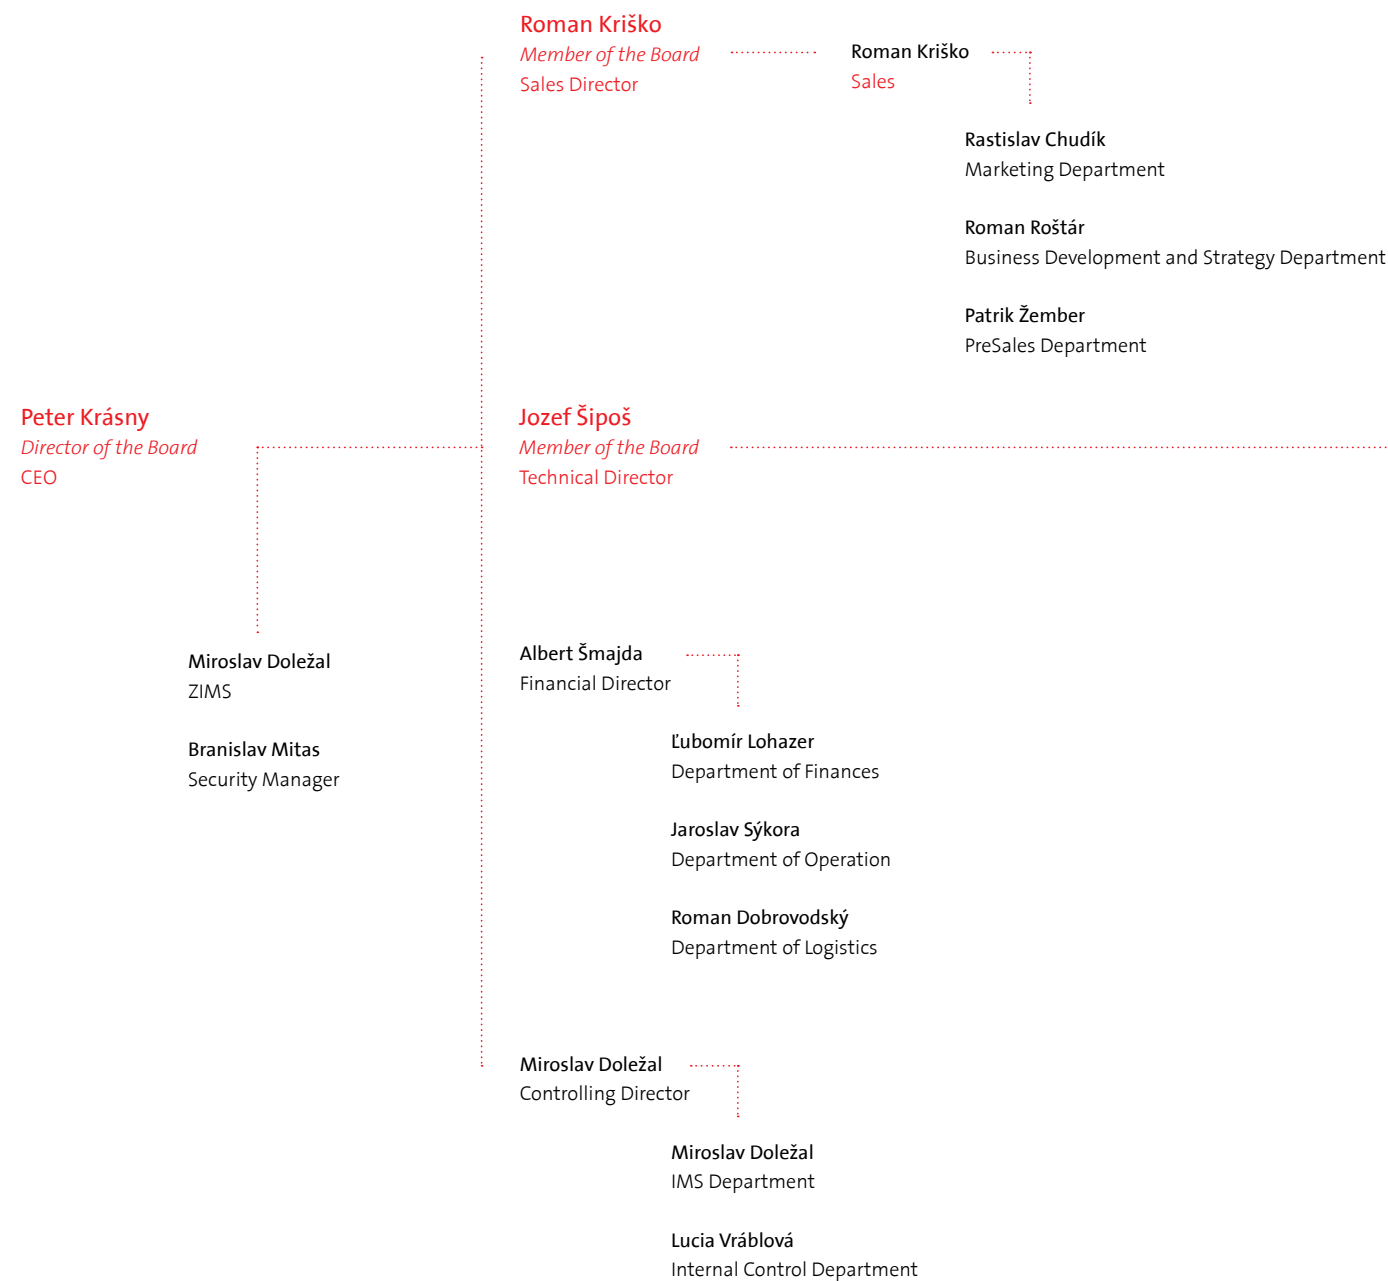 Roman Kriško
Member of the Board
Sales Director
Roman Kriško
Sales
Rastislav Chudík
Marketing Department
Roman Roštár
Business Development and Strategy Department
Patrik Žember
PreSales Department
Peter Krásny
Director of the Board
CEO
Jozef Šipoš
Member of the Board
Technical Director
Miroslav Doležal
ZIMS
Branislav Mitas
Security Manager
Albert Šmajda
Financial Director
Ľubomír Lohazer
Department of Finances
Jaroslav Sýkora
Department of Operation
Roman Dobrovodský
Department of Logistics
Miroslav Doležal
Controlling Director
Miroslav Doležal
IMS Department
Lucia Vráblová
Internal Control Department